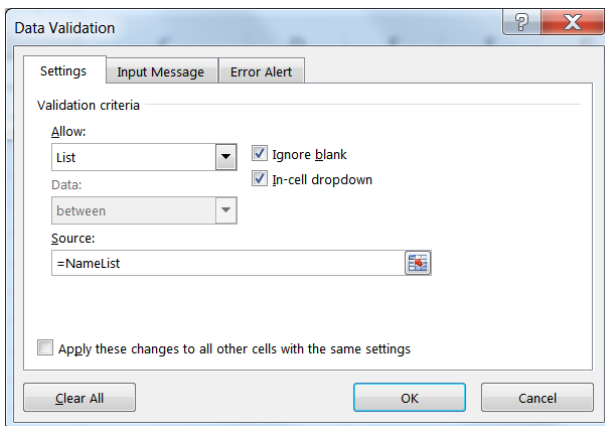 Data Validation
Settings Input Message Error Alert
Validation criteria
Allow:
List
Ignore blank
In-cell dropdown
Data:
between
Source:
=NameList
Apply these changes to all other cells with the same settings
Clear All OK Cancel